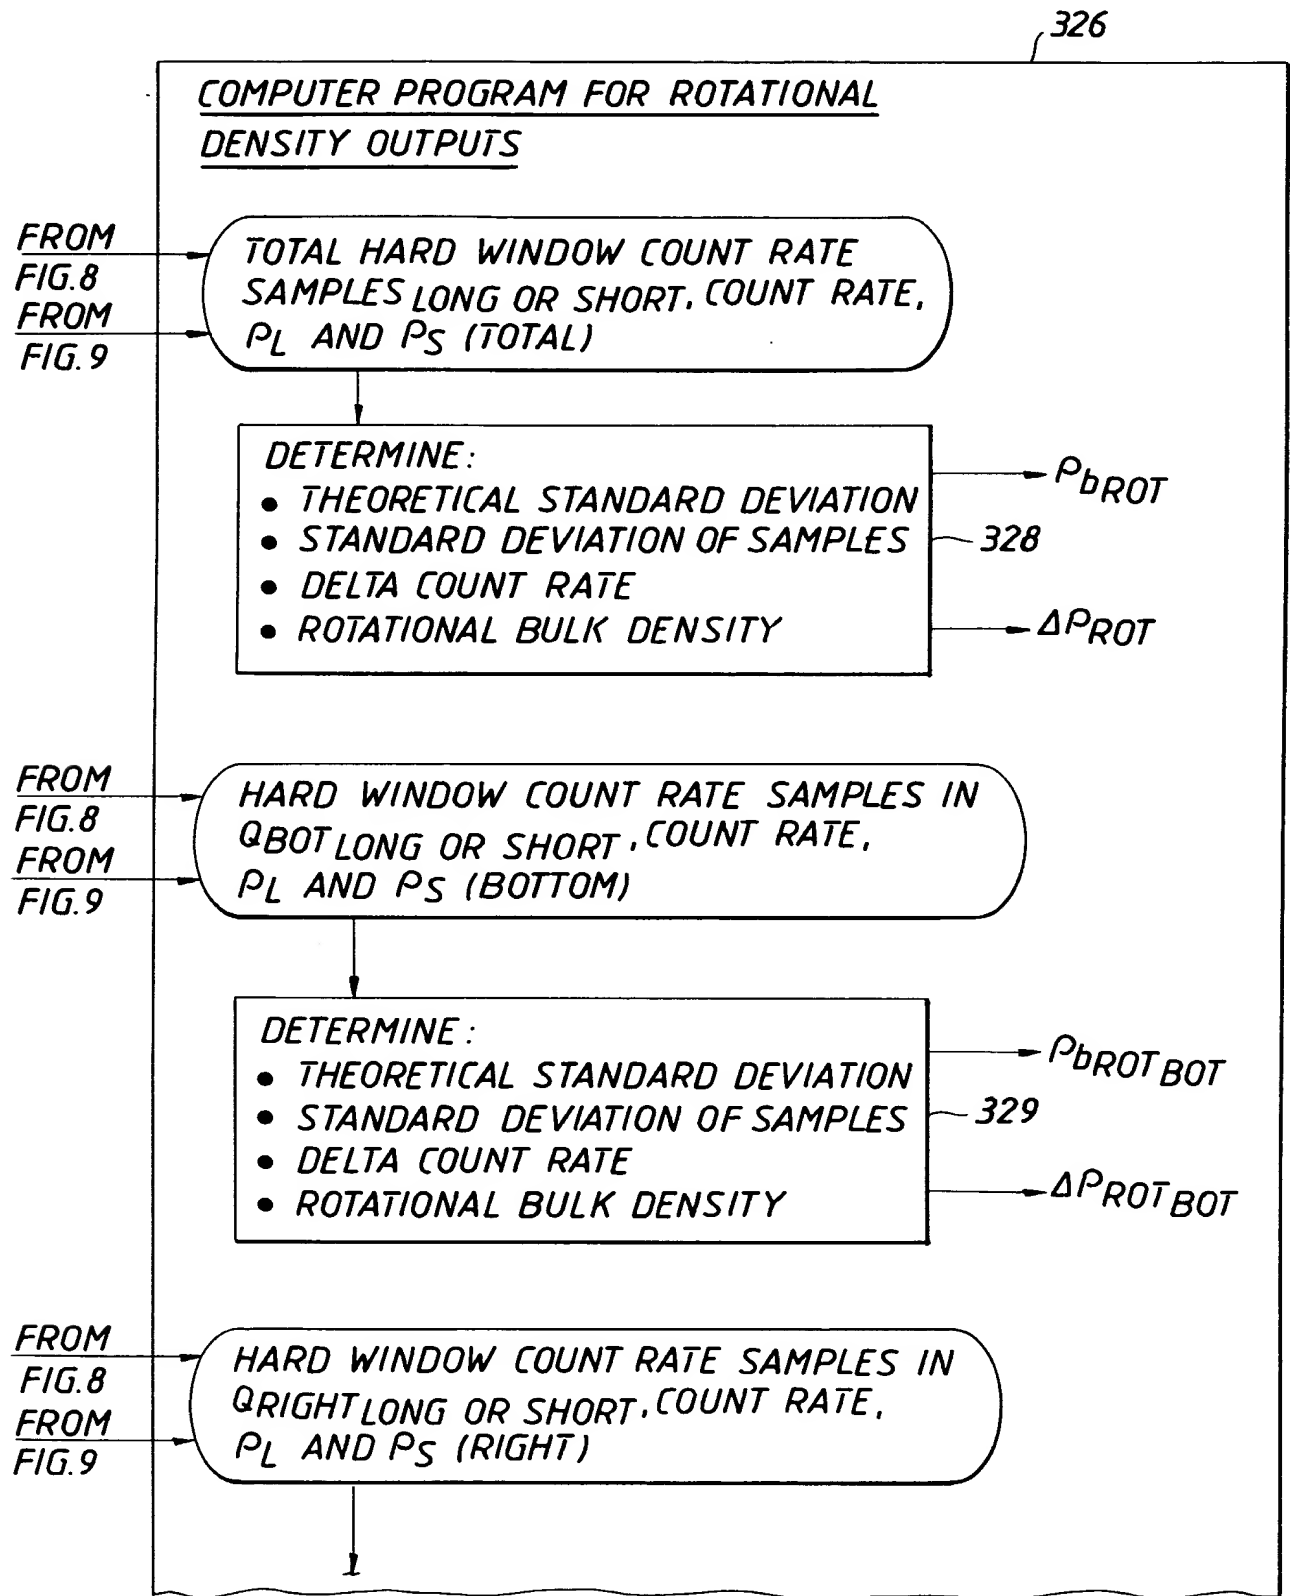 326
COMPUTER PROGRAM FOR ROTATIONAL
DENSITY OUTPUTS
FROM
FIG.8
FROM
FIG.9
TOTAL HARD WINDOW COUNT RATE
SAMPLES LONG OR SHORT, COUNT RATE,
ρL AND ρS (TOTAL)
DETERMINE:
• THEORETICAL STANDARD DEVIATION
• STANDARD DEVIATION OF SAMPLES
• DELTA COUNT RATE
• ROTATIONAL BULK DENSITY
ρbROT
328
ΔρROT
FROM
FIG.8
FROM
FIG.9
HARD WINDOW COUNT RATE SAMPLES IN
QBOT LONG OR SHORT, COUNT RATE,
ρL AND ρS (BOTTOM)
DETERMINE:
• THEORETICAL STANDARD DEVIATION
• STANDARD DEVIATION OF SAMPLES
• DELTA COUNT RATE
• ROTATIONAL BULK DENSITY
ρbROT BOT
329
ΔρROT BOT
FROM
FIG.8
FROM
FIG.9
HARD WINDOW COUNT RATE SAMPLES IN
QRIGHT LONG OR SHORT, COUNT RATE,
ρL AND ρS (RIGHT)